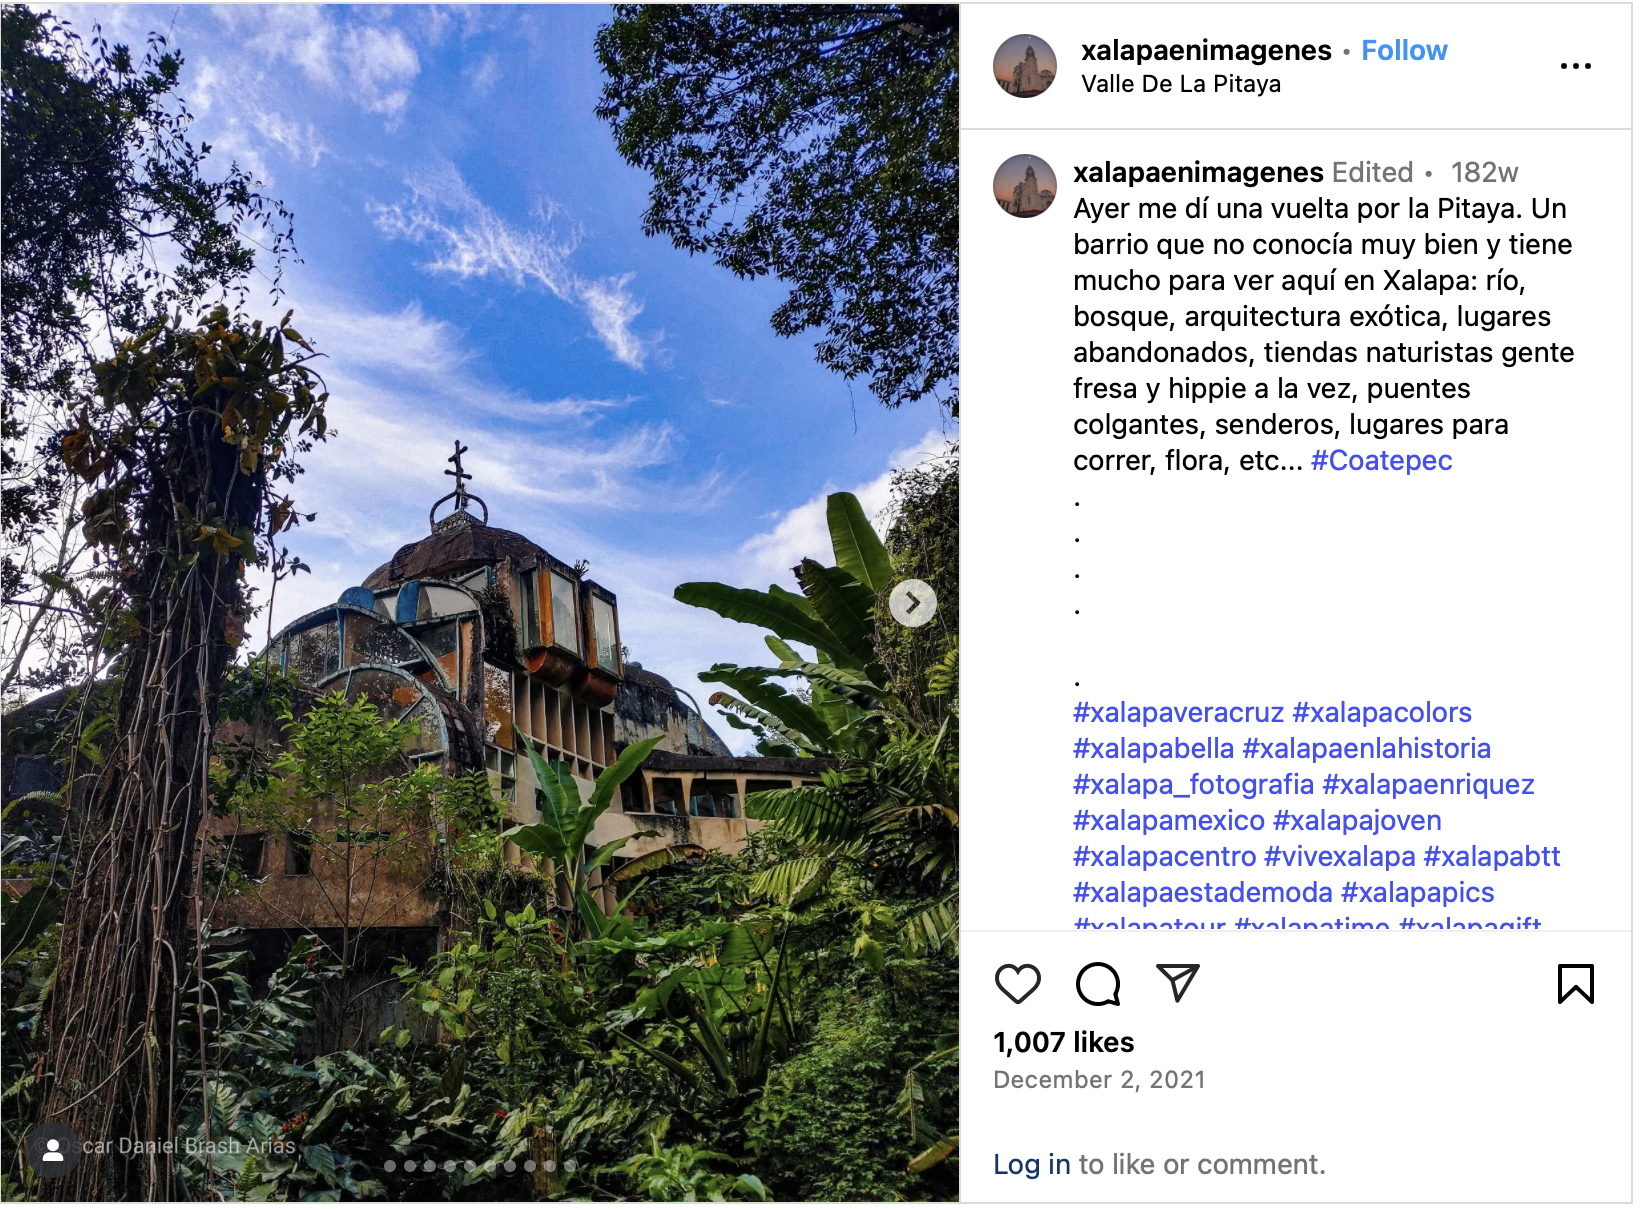 xalapaenimagenes • Follow
Valle De La Pitaya
xalapaenimagenes Edited • 182w
Ayer me dí una vuelta por la Pitaya. Un
barrio que no conocía muy bien y tiene
mucho para ver aquí en Xalapa: río,
bosque, arquitectura exótica, lugares
abandonados, tiendas naturistas gente
fresa y hippie a la vez, puentes
colgantes, senderos, lugares para
correr, flora, etc... #Coatepec
.
.
.
.
.
#xalapaveracruz #xalapacolors
#xalapabella #xalapaenlahistoria
#xalapa_fotografia #xalapaenriquez
#xalapamexico #xalapajoven
#xalapacentro #vivexalapa #xalapabtt
#xalapaestademoda #xalapapics
#xalapatour #xalapatime #xalapagift
1,007 likes
December 2, 2021
Log in to like or comment.
Daniel Brash Arias